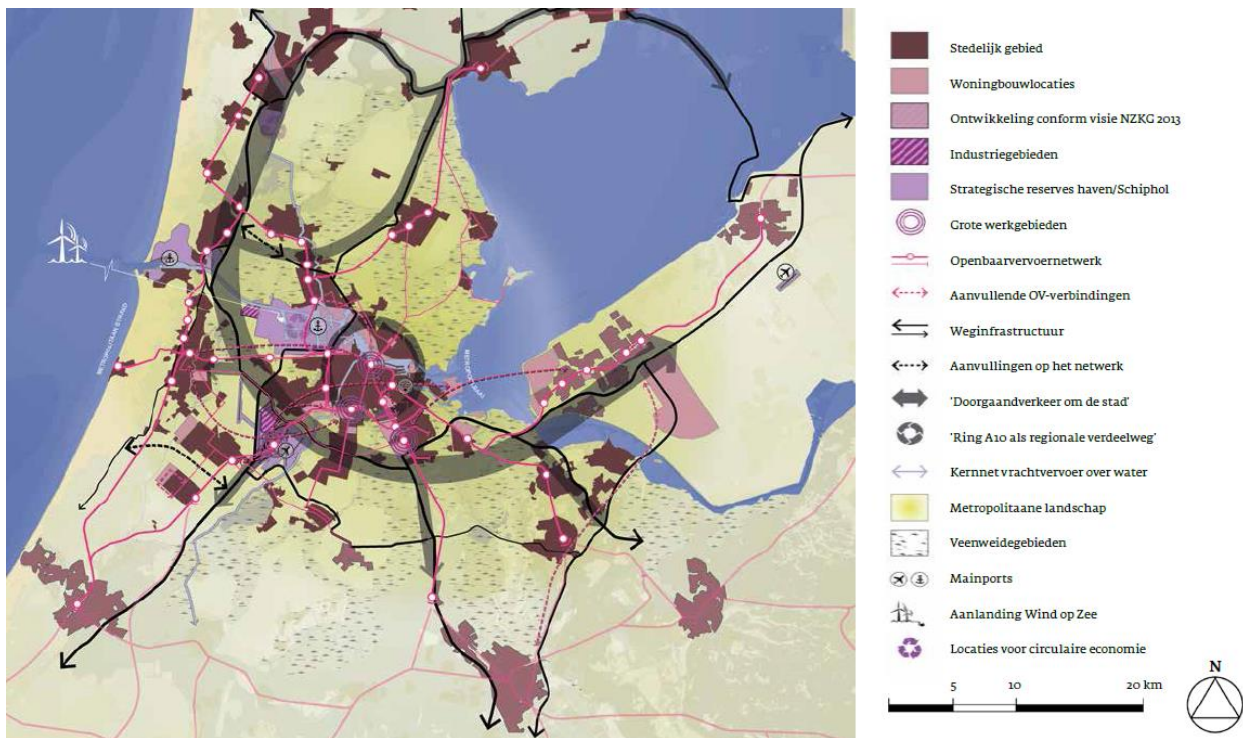 METROPOLITAAN STRAND
Stedelijk gebied
Woningbouwlocaties
Ontwikkeling conform visie NZKG 2013
Industriegebieden
Strategische reserves haven/Schiphol
Grote werkgebieden
Openbaarvervoernetwerk
Aanvullende OV-verbindingen
Weginfrastructuur
Aanvullingen op het netwerk
'Doorgaandverkeer om de stad'
'Ring A10 als regionale verdeelweg'
Kernnet vrachtvervoer over water
Metropolitaane landschap
Veenweidegebieden
Mainports
Aanlanding Wind op Zee
Locaties voor circulaire economie
5 10 20 km
N